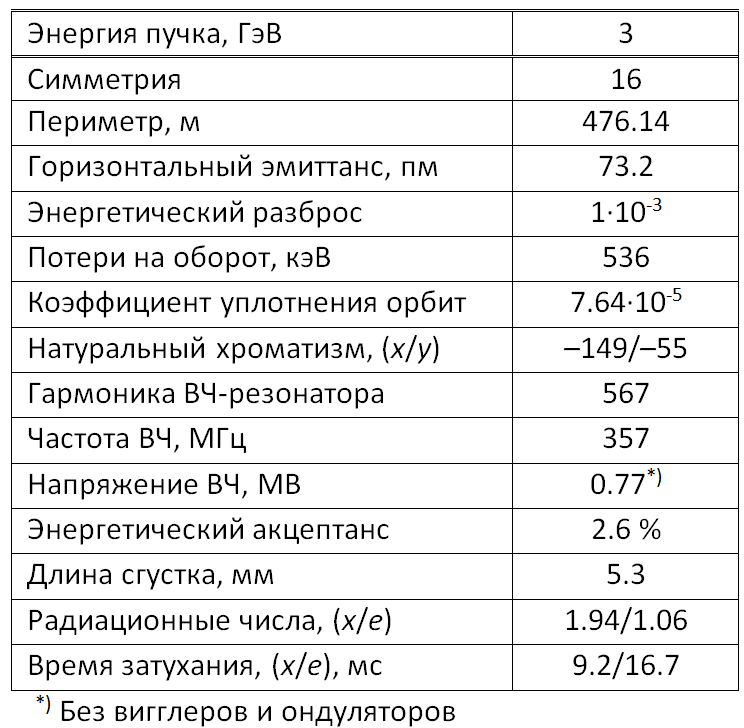 Энергия пучка, ГэВ 3
Симметрия 16
Периметр, м 476.14
Горизонтальный эмиттанс, пм 73.2
Энергетический разброс 1·10⁻³
Потери на оборот, кэВ 536
Коэффициент уплотнения орбит 7.64·10⁻⁵
Натуральный хроматизм, (x/y) –149/–55
Гармоника ВЧ-резонатора 567
Частота ВЧ, МГц 357
Напряжение ВЧ, МВ 0.77*⁾
Энергетический акцептанс 2.6 %
Длина сгустка, мм 5.3
Радиационные числа, (x/e) 1.94/1.06
Время затухания, (x/e), мс 9.2/16.7
*⁾ Без вигглеров и ондуляторов